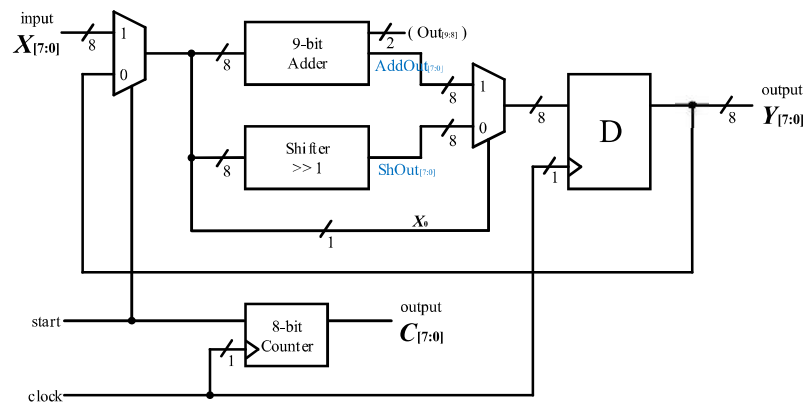 input
X[7:0]
8
1
0
8
9-bit
Adder
2
( Out[9:8] )
AddOut[7:0]
8
1
0
8
8
Shifter
>> 1
ShOut[7:0]
8
X0
1
8
D
1
output
Y[7:0]
8
start
8-bit
Counter
1
output
C[7:0]
clock